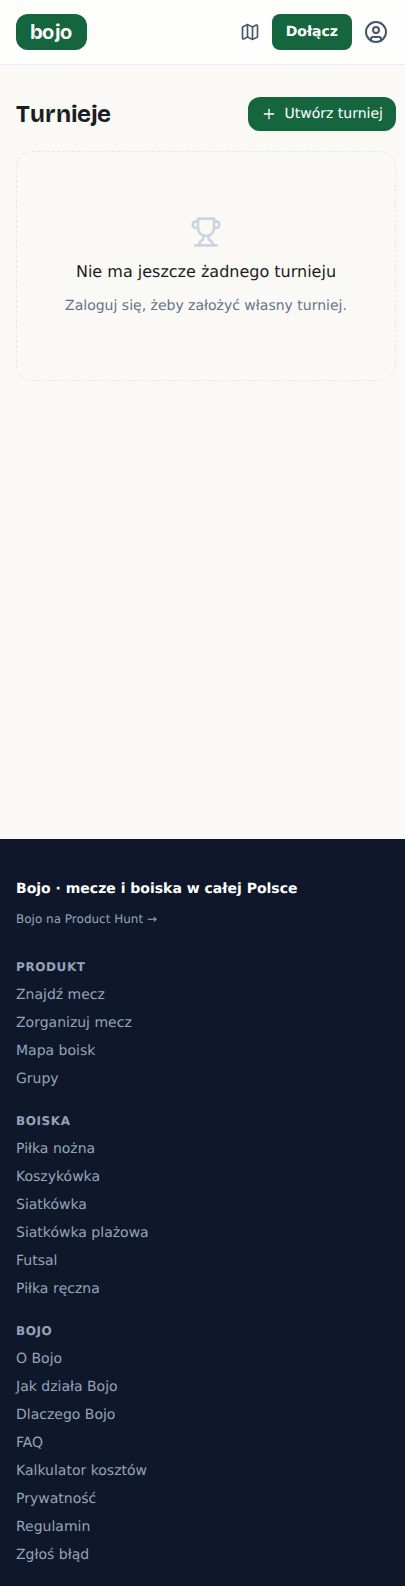 bojo
Dołącz
Turnieje
Utwórz turniej
Nie ma jeszcze żadnego turnieju
Zaloguj się, żeby założyć własny turniej.
Bojo · mecze i boiska w całej Polsce
Bojo na Product Hunt →
PRODUKT
Znajdź mecz
Zorganizuj mecz
Mapa boisk
Grupy
BOISKA
Piłka nożna
Koszykówka
Siatkówka
Siatkówka plażowa
Futsal
Piłka ręczna
BOJO
O Bojo
Jak działa Bojo
Dlaczego Bojo
FAQ
Kalkulator kosztów
Prywatność
Regulamin
Zgłoś błąd